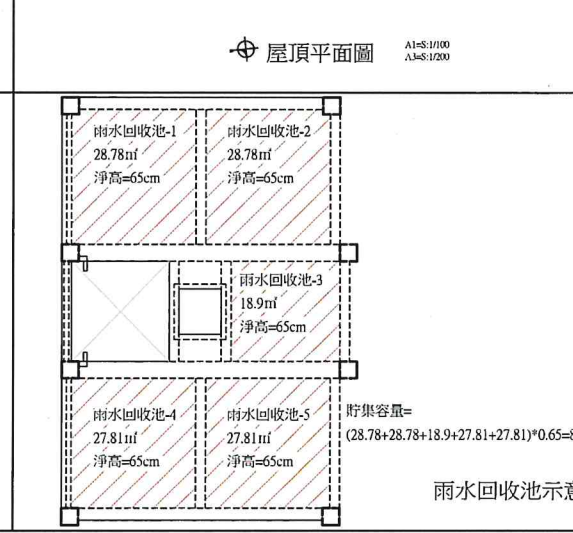 屋頂平面圖
A1=S:1/100
A3=S:1/200
雨水回收池-1
28.78㎡
淨高=65cm
雨水回收池-2
28.78㎡
淨高=65cm
雨水回收池-3
18.9㎡
淨高=65cm
雨水回收池-4
27.81㎡
淨高=65cm
雨水回收池-5
27.81㎡
淨高=65cm
貯集容量=
(28.78+28.78+18.9+27.81+27.81)*0.65=8
雨水回收池示意